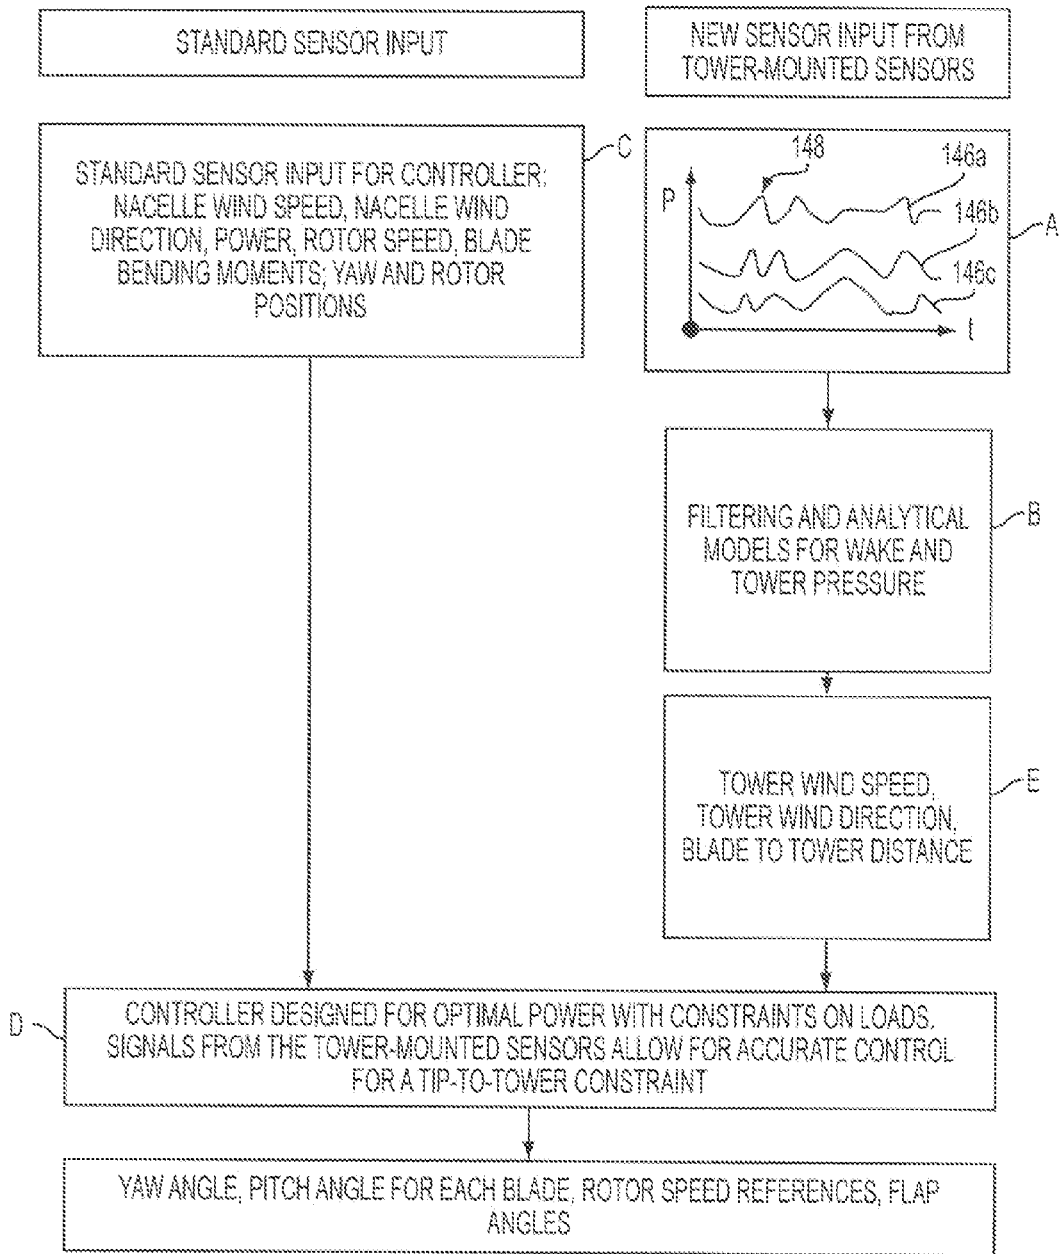 STANDARD SENSOR INPUT
NEW SENSOR INPUT FROM
TOWER-MOUNTED SENSORS
STANDARD SENSOR INPUT FOR CONTROLLER:
NACELLE WIND SPEED, NACELLE WIND
DIRECTION, POWER, ROTOR SPEED, BLADE
BENDING MOMENTS; YAW AND ROTOR
POSITIONS
C
P
148
146a
146b
146c
t
A
FILTERING AND ANALYTICAL
MODELS FOR WAKE AND
TOWER PRESSURE
B
TOWER WIND SPEED,
TOWER WIND DIRECTION,
BLADE TO TOWER DISTANCE
E
D
CONTROLLER DESIGNED FOR OPTIMAL POWER WITH CONSTRAINTS ON LOADS.
SIGNALS FROM THE TOWER-MOUNTED SENSORS ALLOW FOR ACCURATE CONTROL
FOR A TIP-TO-TOWER CONSTRAINT
YAW ANGLE, PITCH ANGLE FOR EACH BLADE, ROTOR SPEED REFERENCES, FLAP
ANGLES